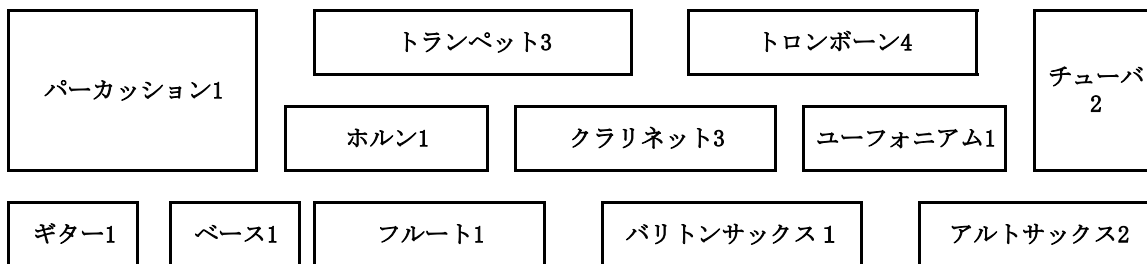 トランペット3
トロンボーン4
パーカッション1
チューバ
2
ホルン1
クラリネット3
ユーフォニアム1
ギター1
ベース1
フルート1
バリトンサックス１
アルトサックス2